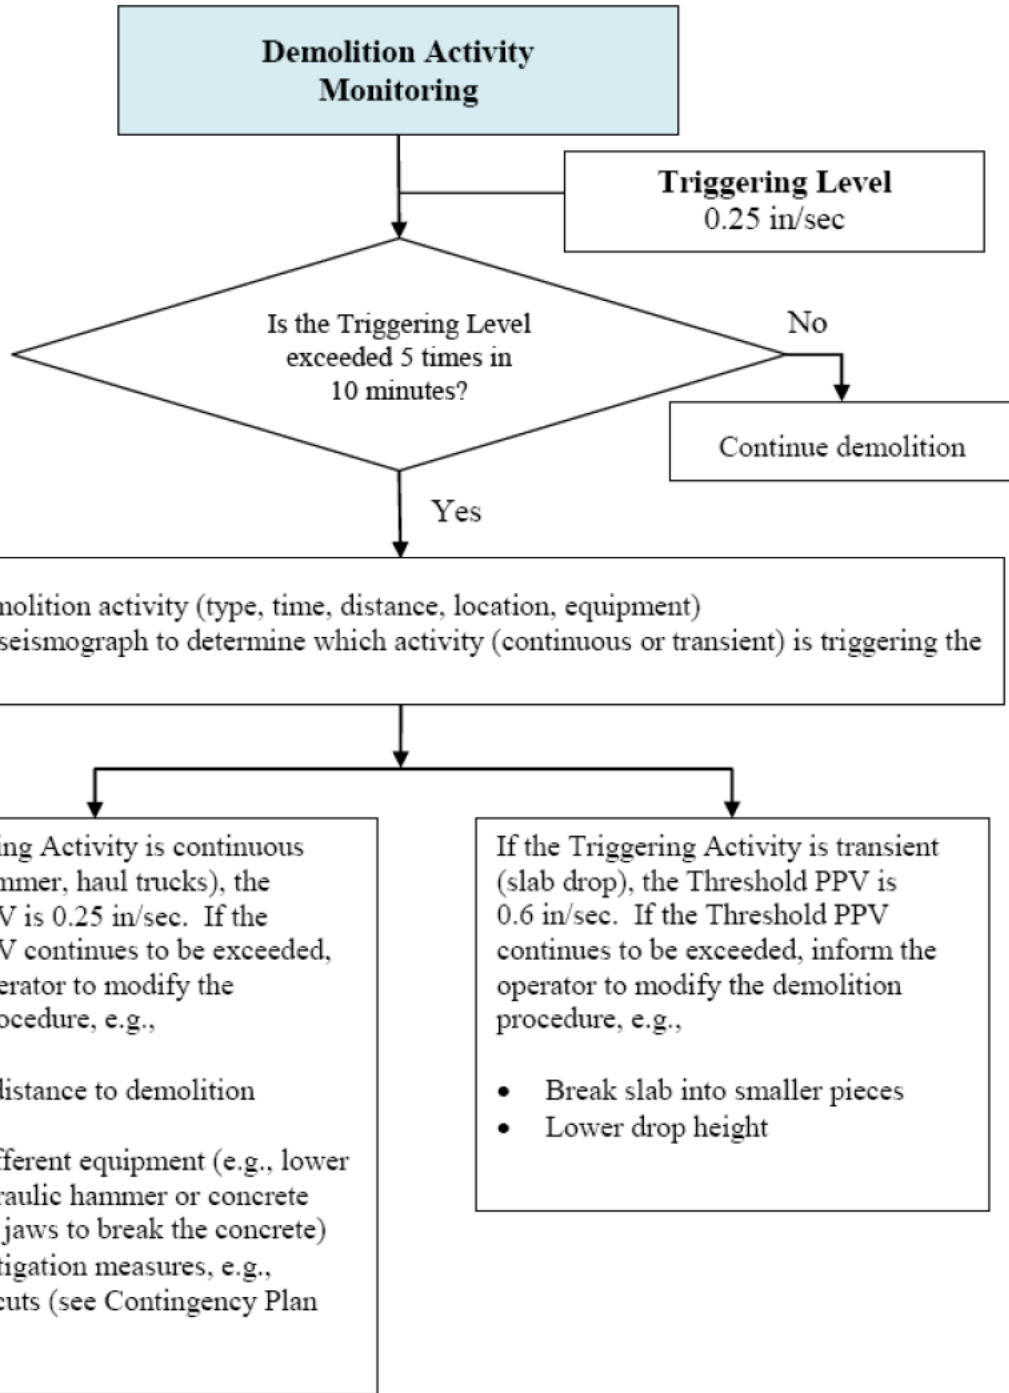 Demolition Activity
Monitoring
Triggering Level
0.25 in/sec
Is the Triggering Level
exceeded 5 times in
10 minutes?
No
Continue demolition
Yes
molition activity (type, time, distance, location, equipment)
seismograph to determine which activity (continuous or transient) is triggering the
ing Activity is continuous
mmer, haul trucks), the
V is 0.25 in/sec. If the
V continues to be exceeded,
erator to modify the
ocedure, e.g.,
distance to demolition
fferent equipment (e.g., lower
raulic hammer or concrete
jaws to break the concrete)
tigation measures, e.g.,
cuts (see Contingency Plan
If the Triggering Activity is transient
(slab drop), the Threshold PPV is
0.6 in/sec. If the Threshold PPV
continues to be exceeded, inform the
operator to modify the demolition
procedure, e.g.,
• Break slab into smaller pieces
• Lower drop height